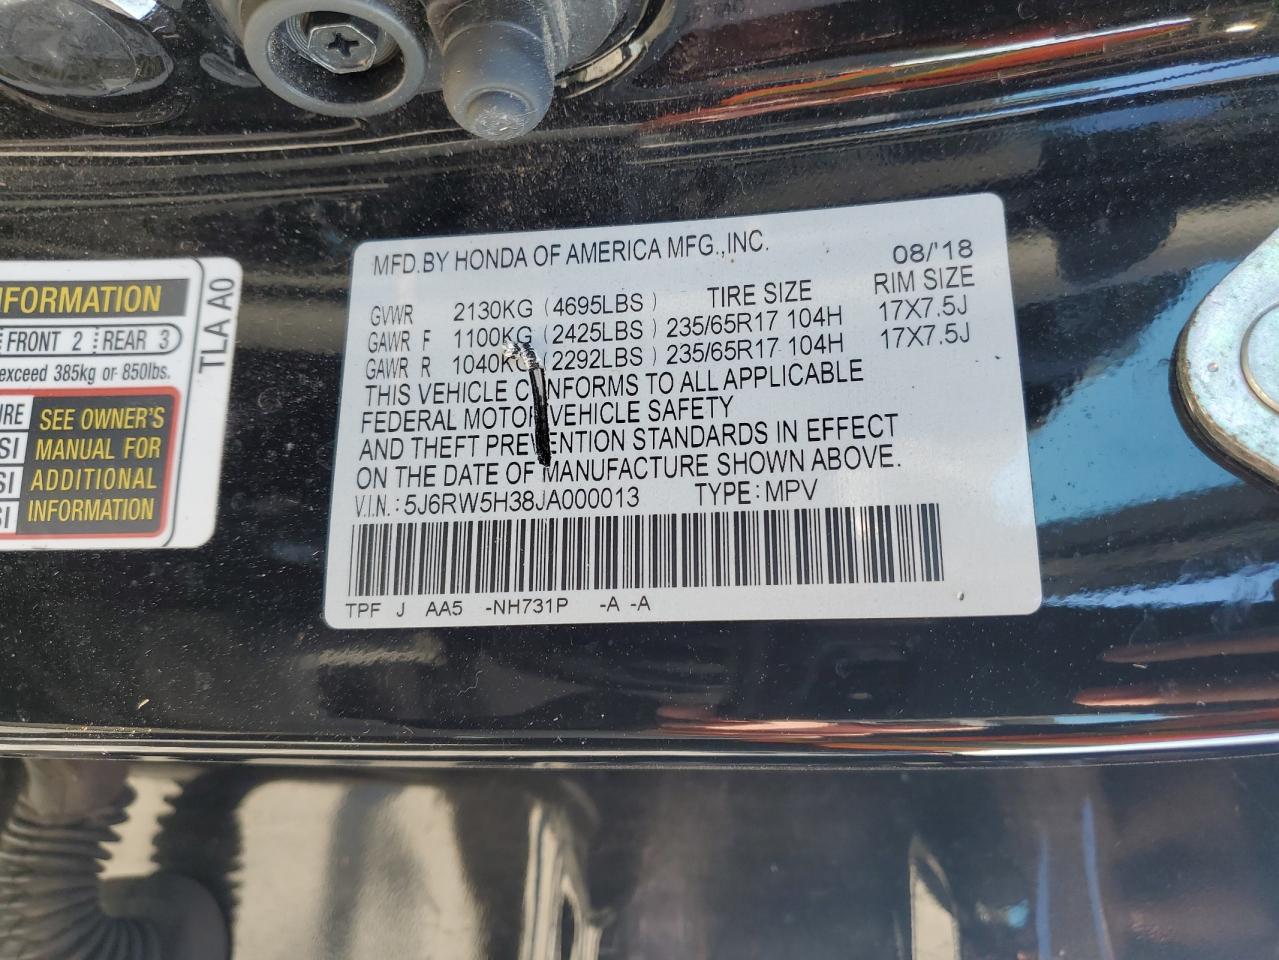 NFORMATION
FRONT 2 REAR 3
exceed 385kg or 850lbs.
SEE OWNER'S
MANUAL FOR
ADDITIONAL
INFORMATION
TLA A0
MFD.BY HONDA OF AMERICA MFG.,INC. 08/'18
GVWR 2130KG (4695LBS) TIRE SIZE RIM SIZE
GAWR F 1100KG (2425LBS) 235/65R17 104H 17X7.5J
GAWR R 1040KG (2292LBS) 235/65R17 104H 17X7.5J
THIS VEHICLE CONFORMS TO ALL APPLICABLE
FEDERAL MOTOR VEHICLE SAFETY
AND THEFT PREVENTION STANDARDS IN EFFECT
ON THE DATE OF MANUFACTURE SHOWN ABOVE.
V.I.N.: 5J6RW5H38JA000013 TYPE: MPV
TPF J AA5 -NH731P -A -A